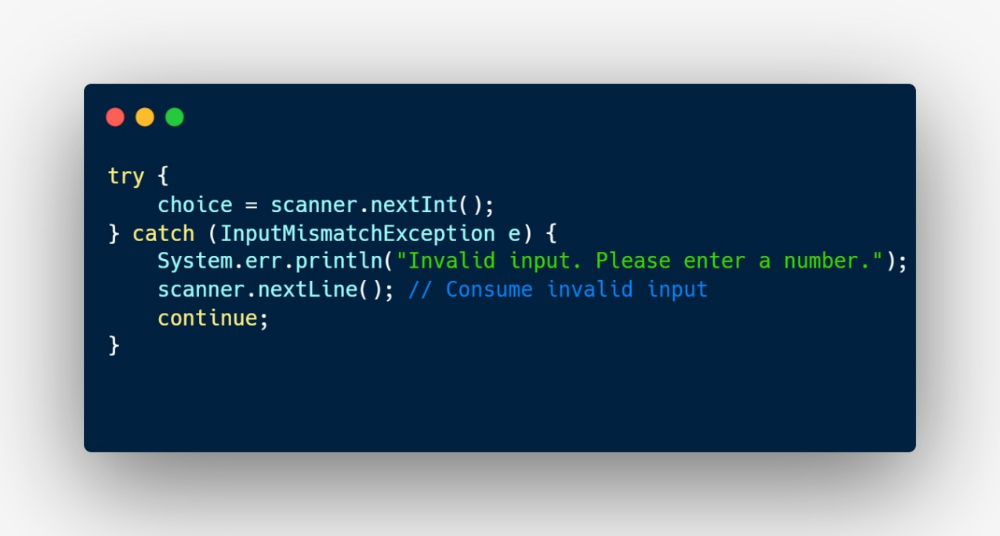 try {
    choice = scanner.nextInt();
} catch (InputMismatchException e) {
    System.err.println("Invalid input. Please enter a number.");
    scanner.nextLine(); // Consume invalid input
    continue;
}